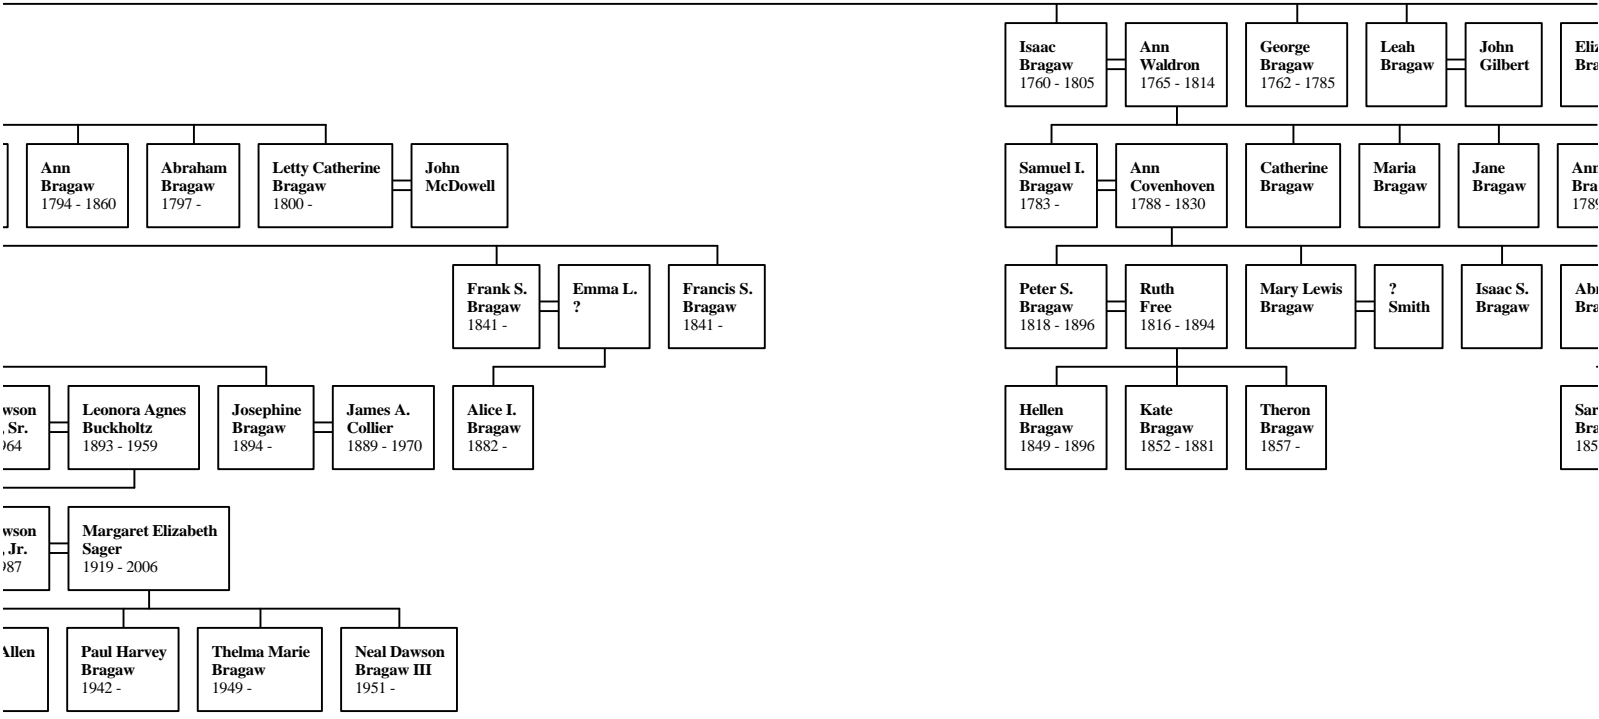 Isaac
Bragaw
1760 - 1805
Ann
Waldron
1765 - 1814
George
Bragaw
1762 - 1785
Leah
Bragaw
John
Gilbert
Ann
Bragaw
1794 - 1860
Abraham
Bragaw
1797 -
Letty Catherine
Bragaw
1800 -
John
McDowell
Samuel I.
Bragaw
1783 -
Ann
Covenhoven
1788 - 1830
Catherine
Bragaw
Maria
Bragaw
Jane
Bragaw
Ann
1789
Frank S.
Bragaw
1841 -
Emma L.
?
Francis S.
Bragaw
1841 -
Peter S.
Bragaw
1818 - 1896
Ruth
Free
1816 - 1894
Mary Lewis
Bragaw
?
Smith
Isaac S.
Bragaw
, Sr.
Leonora Agnes
Buckholtz
1893 - 1959
Josephine
Bragaw
1894 -
James A.
Collier
1889 - 1970
Alice I.
Bragaw
1882 -
Hellen
Bragaw
1849 - 1896
Kate
Bragaw
1852 - 1881
Theron
Bragaw
1857 -
, Jr.
Margaret Elizabeth
Sager
1919 - 2006
Allen
Paul Harvey
Bragaw
1942 -
Thelma Marie
Bragaw
1949 -
Neal Dawson
Bragaw III
1951 -